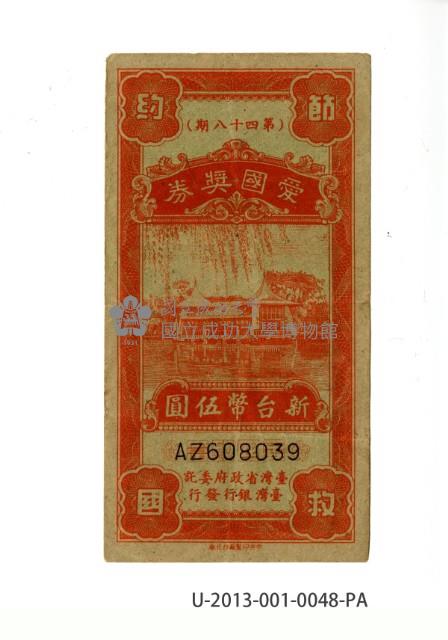 節約
(第四十八期)
愛國獎券
國立成功大學博物館
1931
新台幣伍圓
AZ608039
臺灣省政府委託
臺灣銀行發行
救國
U-2013-001-0048-PA